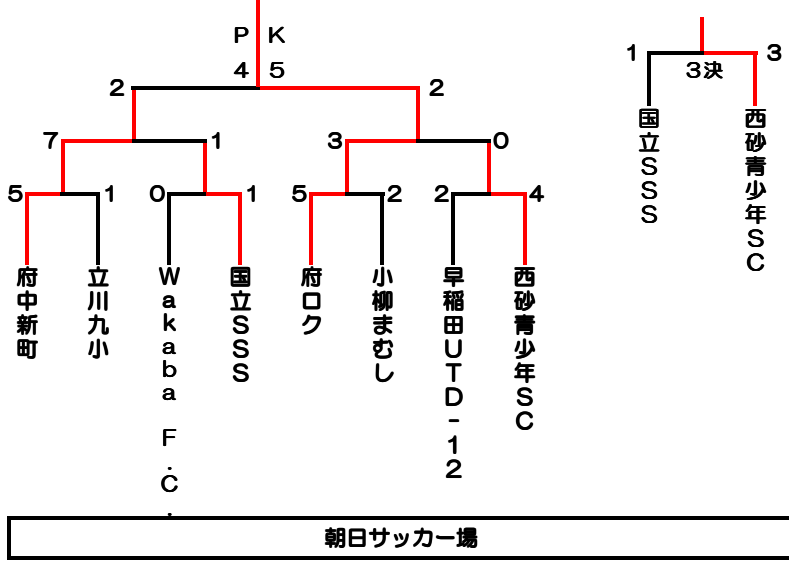 PK
4 5
2 2
1 3
3決
7 1 3 0
5 1 0 1 5 2 2 4
国立SSS
西砂青少年SC
府中新町
立川九小
Wakaba F.C.
国立SSS
府ロク
小柳まむし
早稲田UTD-12
西砂青少年SC
朝日サッカー場